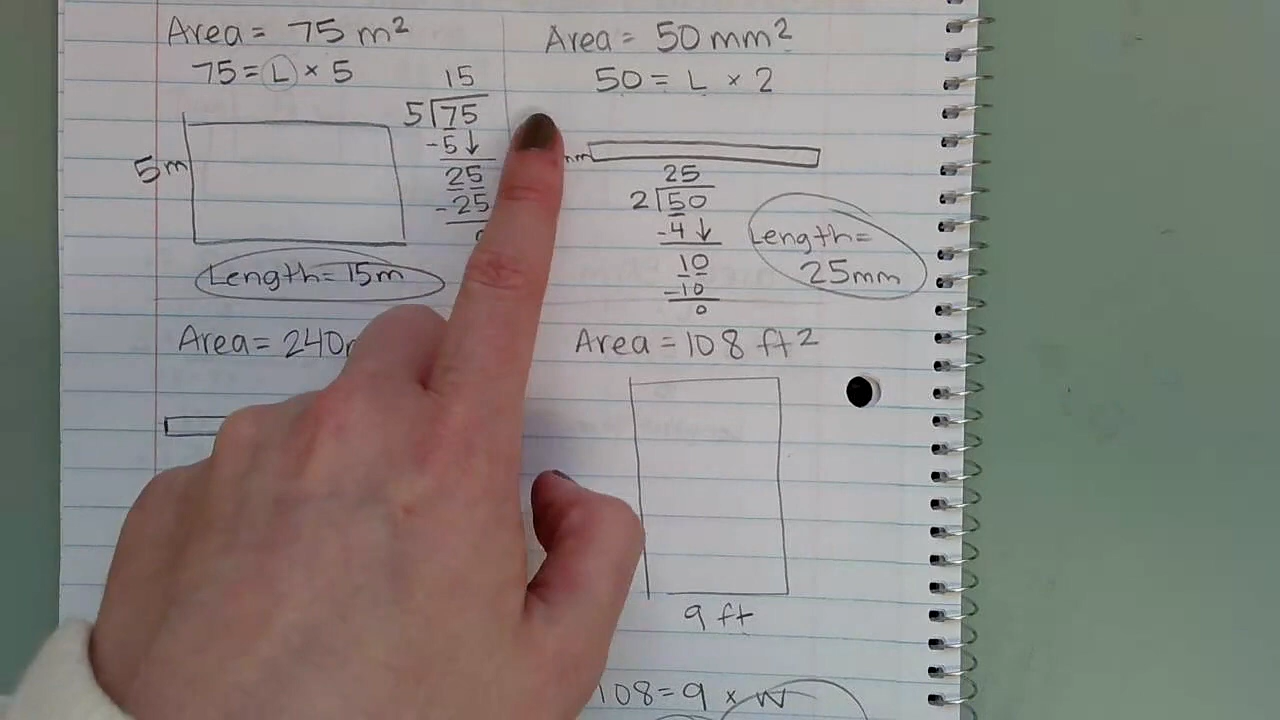 Area = 75 m²
75 = L × 5
15
5 75
-5↓
25
-25
5m
Length = 15m
Area = 50 mm²
50 = L × 2
25
2 50
-4↓
10
-10
0
Length =
25mm
Area = 240
Area = 108 ft²
9 ft
108 = 9 × W